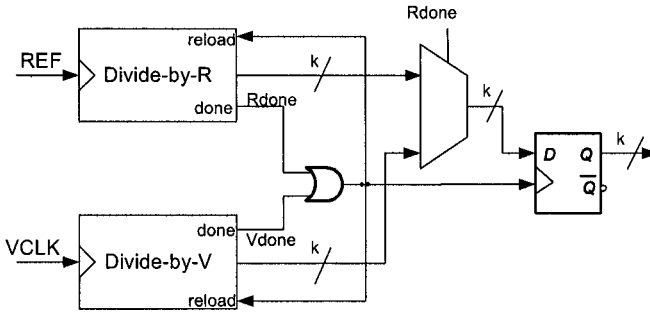 Rdone
reload
REF
Divide-by-R
k
done
Rdone
k
D Q
k
Q
done
Vdone
VCLK
Divide-by-V
k
reload